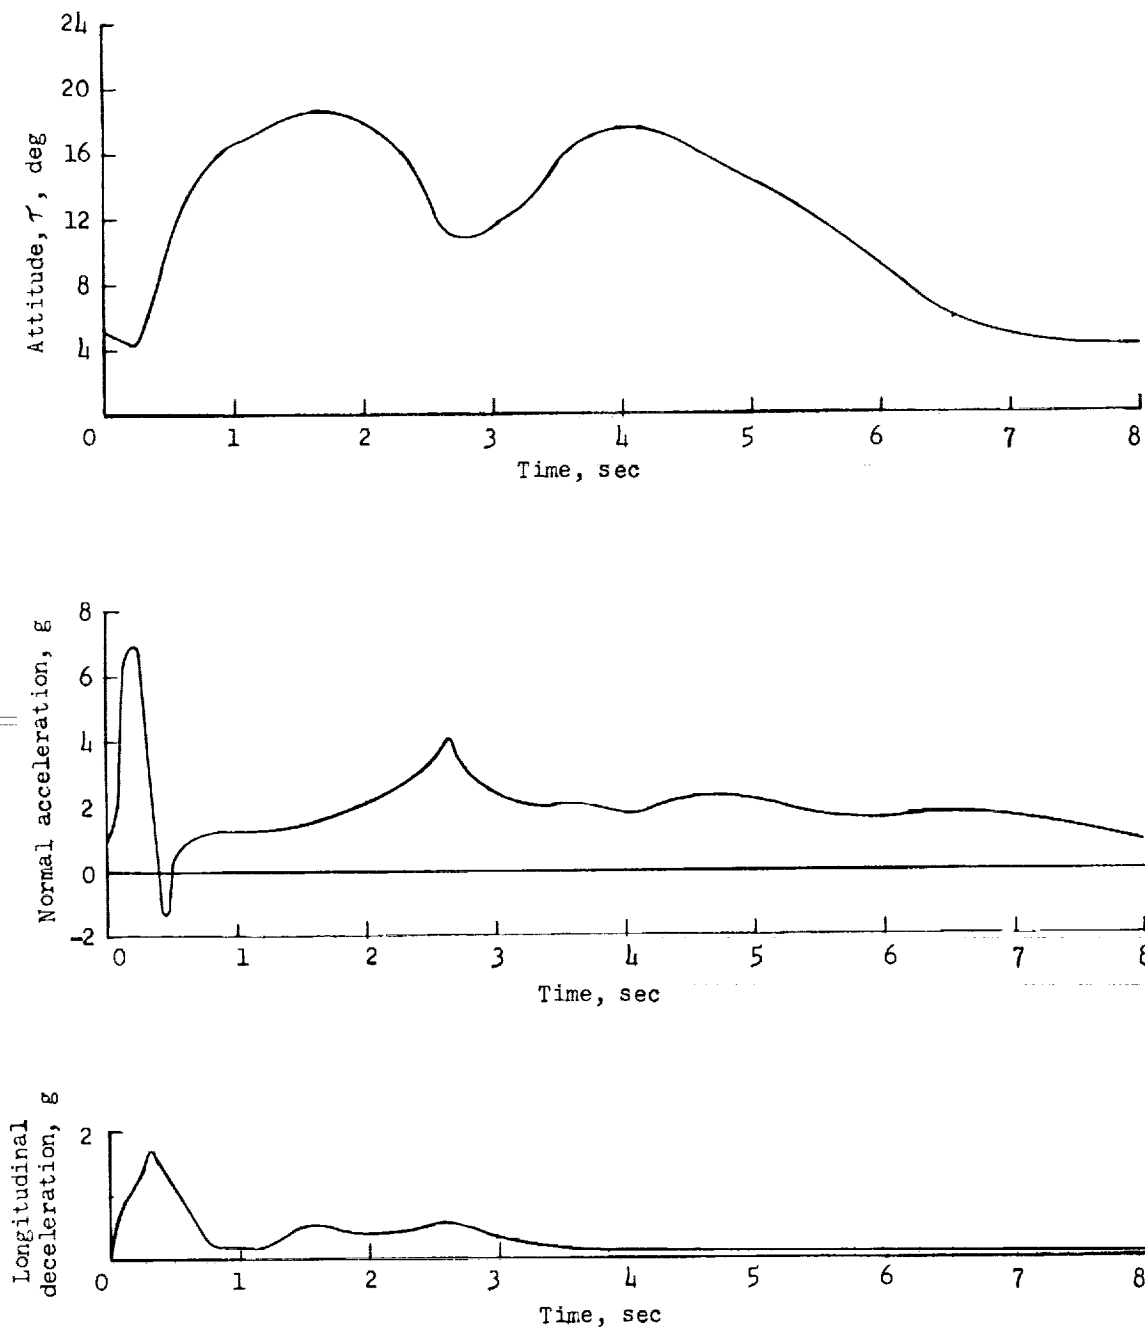 24
20
16
12
8
4
Attitude, τ, deg
0 1 2 3 4 5 6 7 8
Time, sec
8
6
4
2
0
-2
Normal acceleration, g
0 1 2 3 4 5 6 7 8
Time, sec
2
Longitudinal
deceleration, g
0 1 2 3 4 5 6 7 8
Time, sec